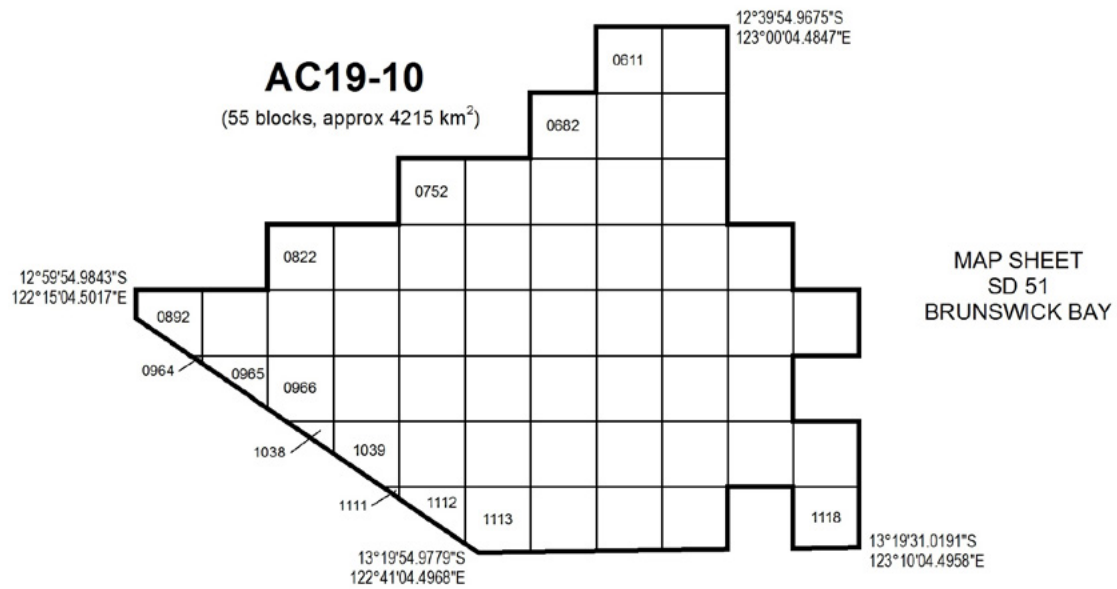 12°39'54.9675"S
123°00'04.4847"E
0611
AC19-10
(55 blocks, approx 4215 km²)
0682
0752
0822
MAP SHEET
SD 51
BRUNSWICK BAY
12°59'54.9843"S
122°15'04.5017"E
0892
0964
0965
0966
1038
1039
1111
1112
1113
1118
13°19'31.0191"S
123°10'04.4958"E
13°19'54.9779"S
122°41'04.4968"E